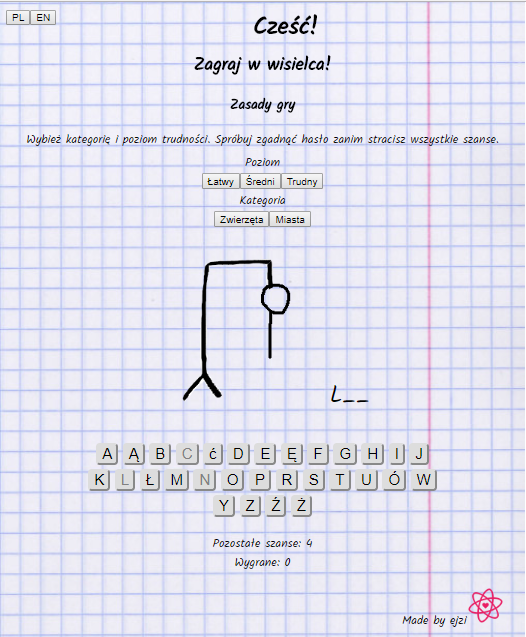 PL EN
Cześć!
Zagraj w wisielca!
Zasady gry
Wybież kategorię i poziom trudności. Spróbuj zgadnąć hasło zanim stracisz wszystkie szanse.
Poziom
Łatwy Średni Trudny
Kategoria
Zwierzęta Miasta
L__
A Ą B C ć D E Ę F G H I J
K L Ł M N O P R S T U Ó W
Y Z Ź Ż
Pozostałe szanse: 4
Wygrane: 0
Made by ejzi